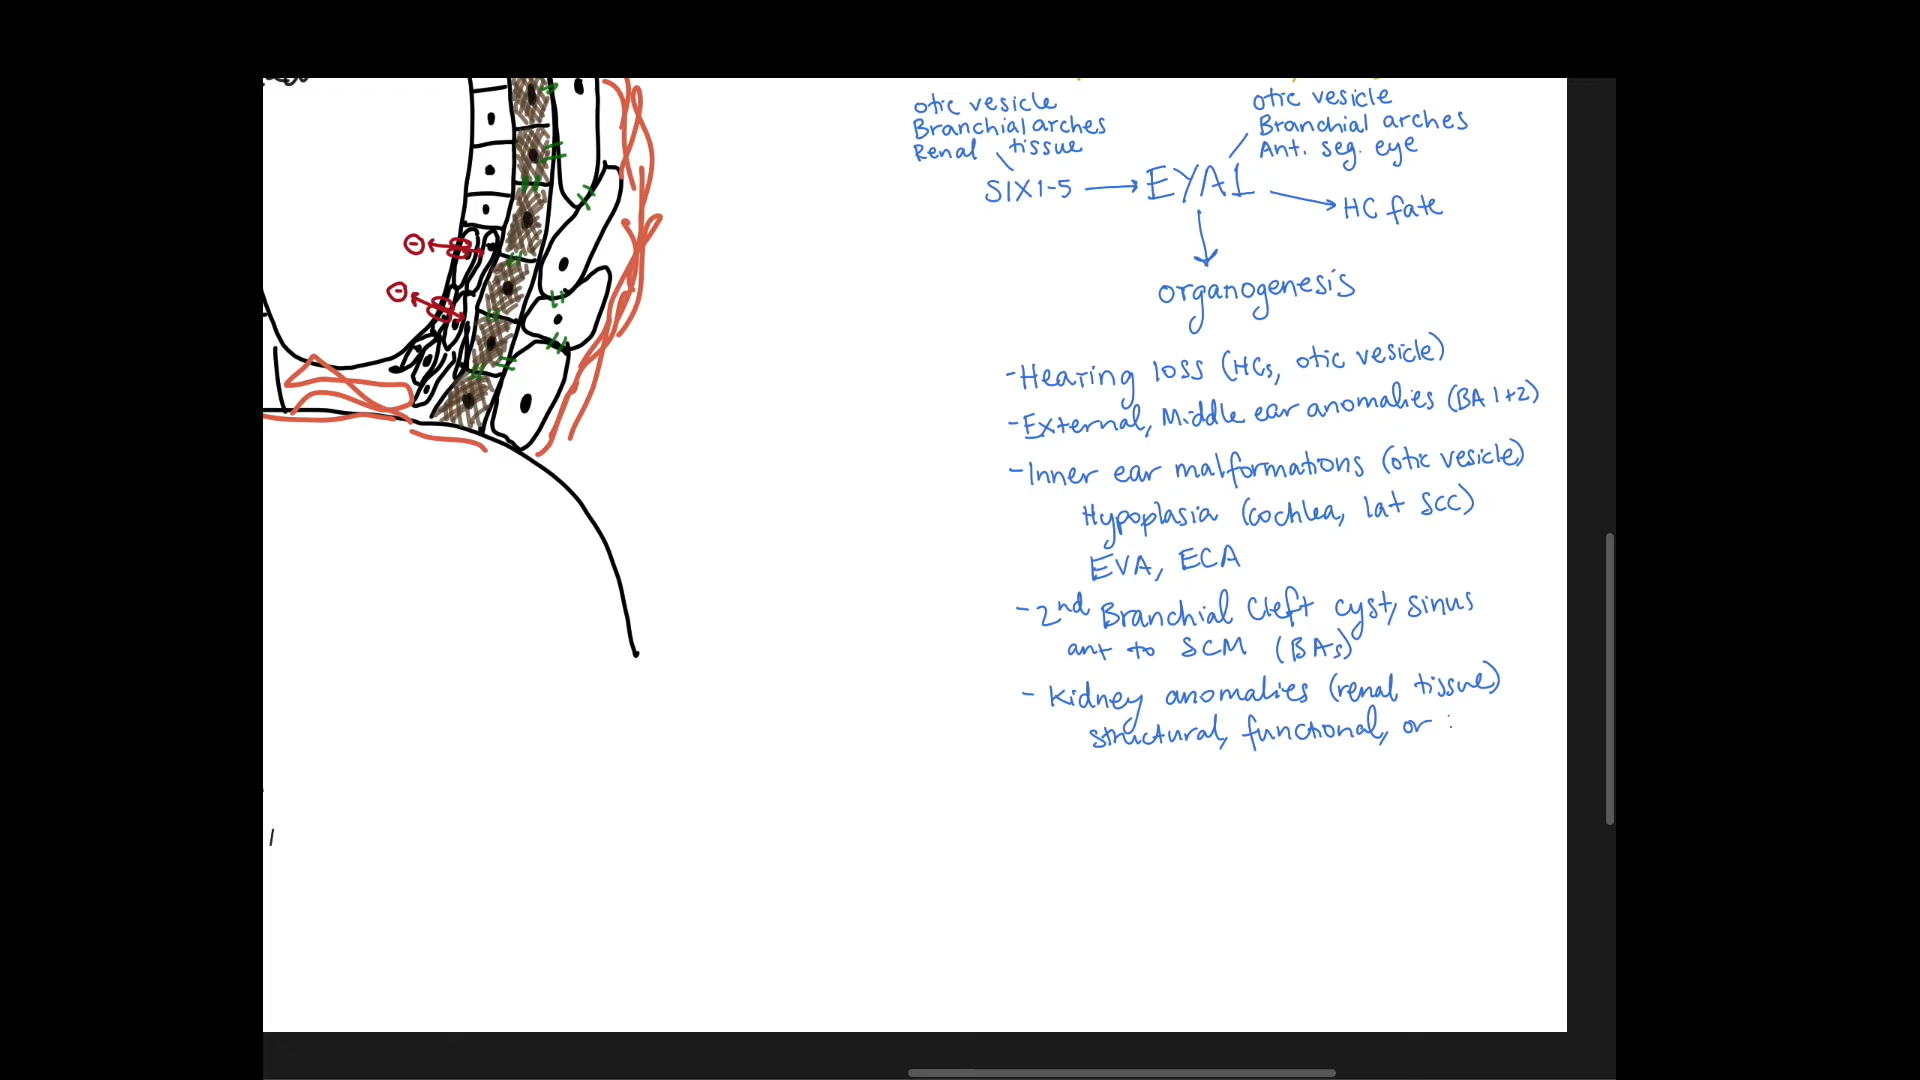 otic vesicle
Branchial arches
Renal tissue
otic vesicle
Branchial arches
Ant. seg. eye
SIX1-5 → EYA1
HC fate
organogenesis
-Hearing loss (HCs, otic vesicle)
-External, Middle ear anomalies (BA 1+2)
-Inner ear malformations (otic vesicle)
Hypoplasia (cochlea, lat SCC)
EVA, ECA
-2nd Branchial Cleft cyst, sinus
ant to SCM (BAs)
- Kidney anomalies (renal tissue)
structural, functional, or
⊖
⊖